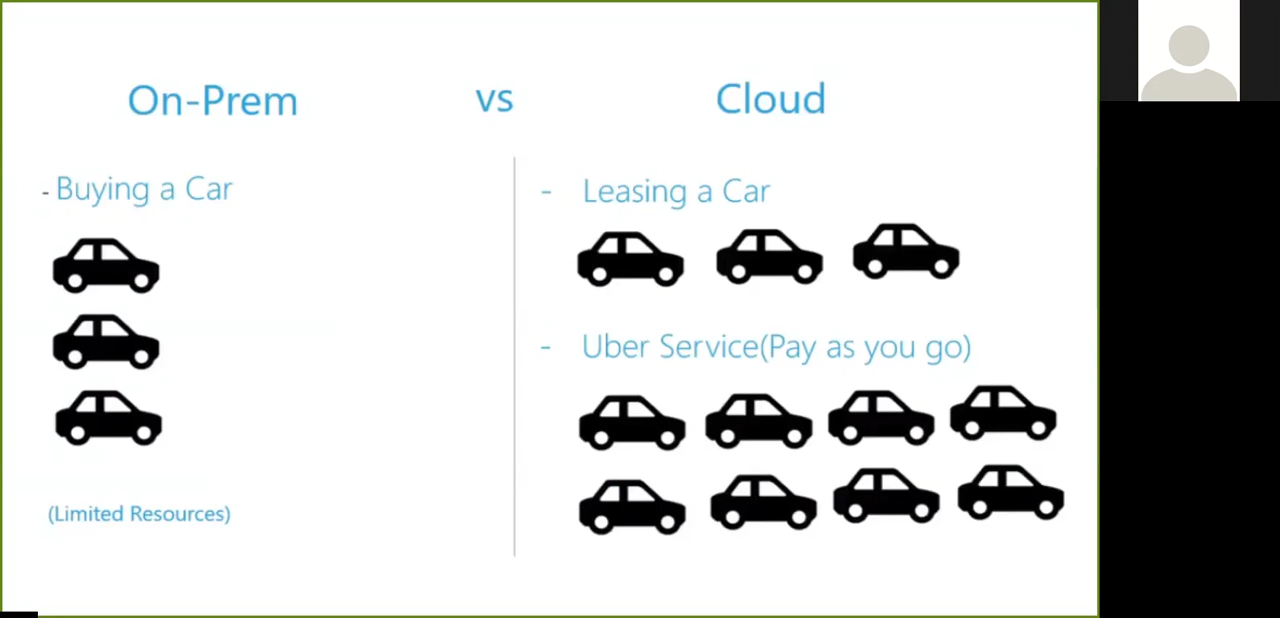 On-Prem vs Cloud
- Buying a Car
(Limited Resources)
- Leasing a Car
- Uber Service(Pay as you go)